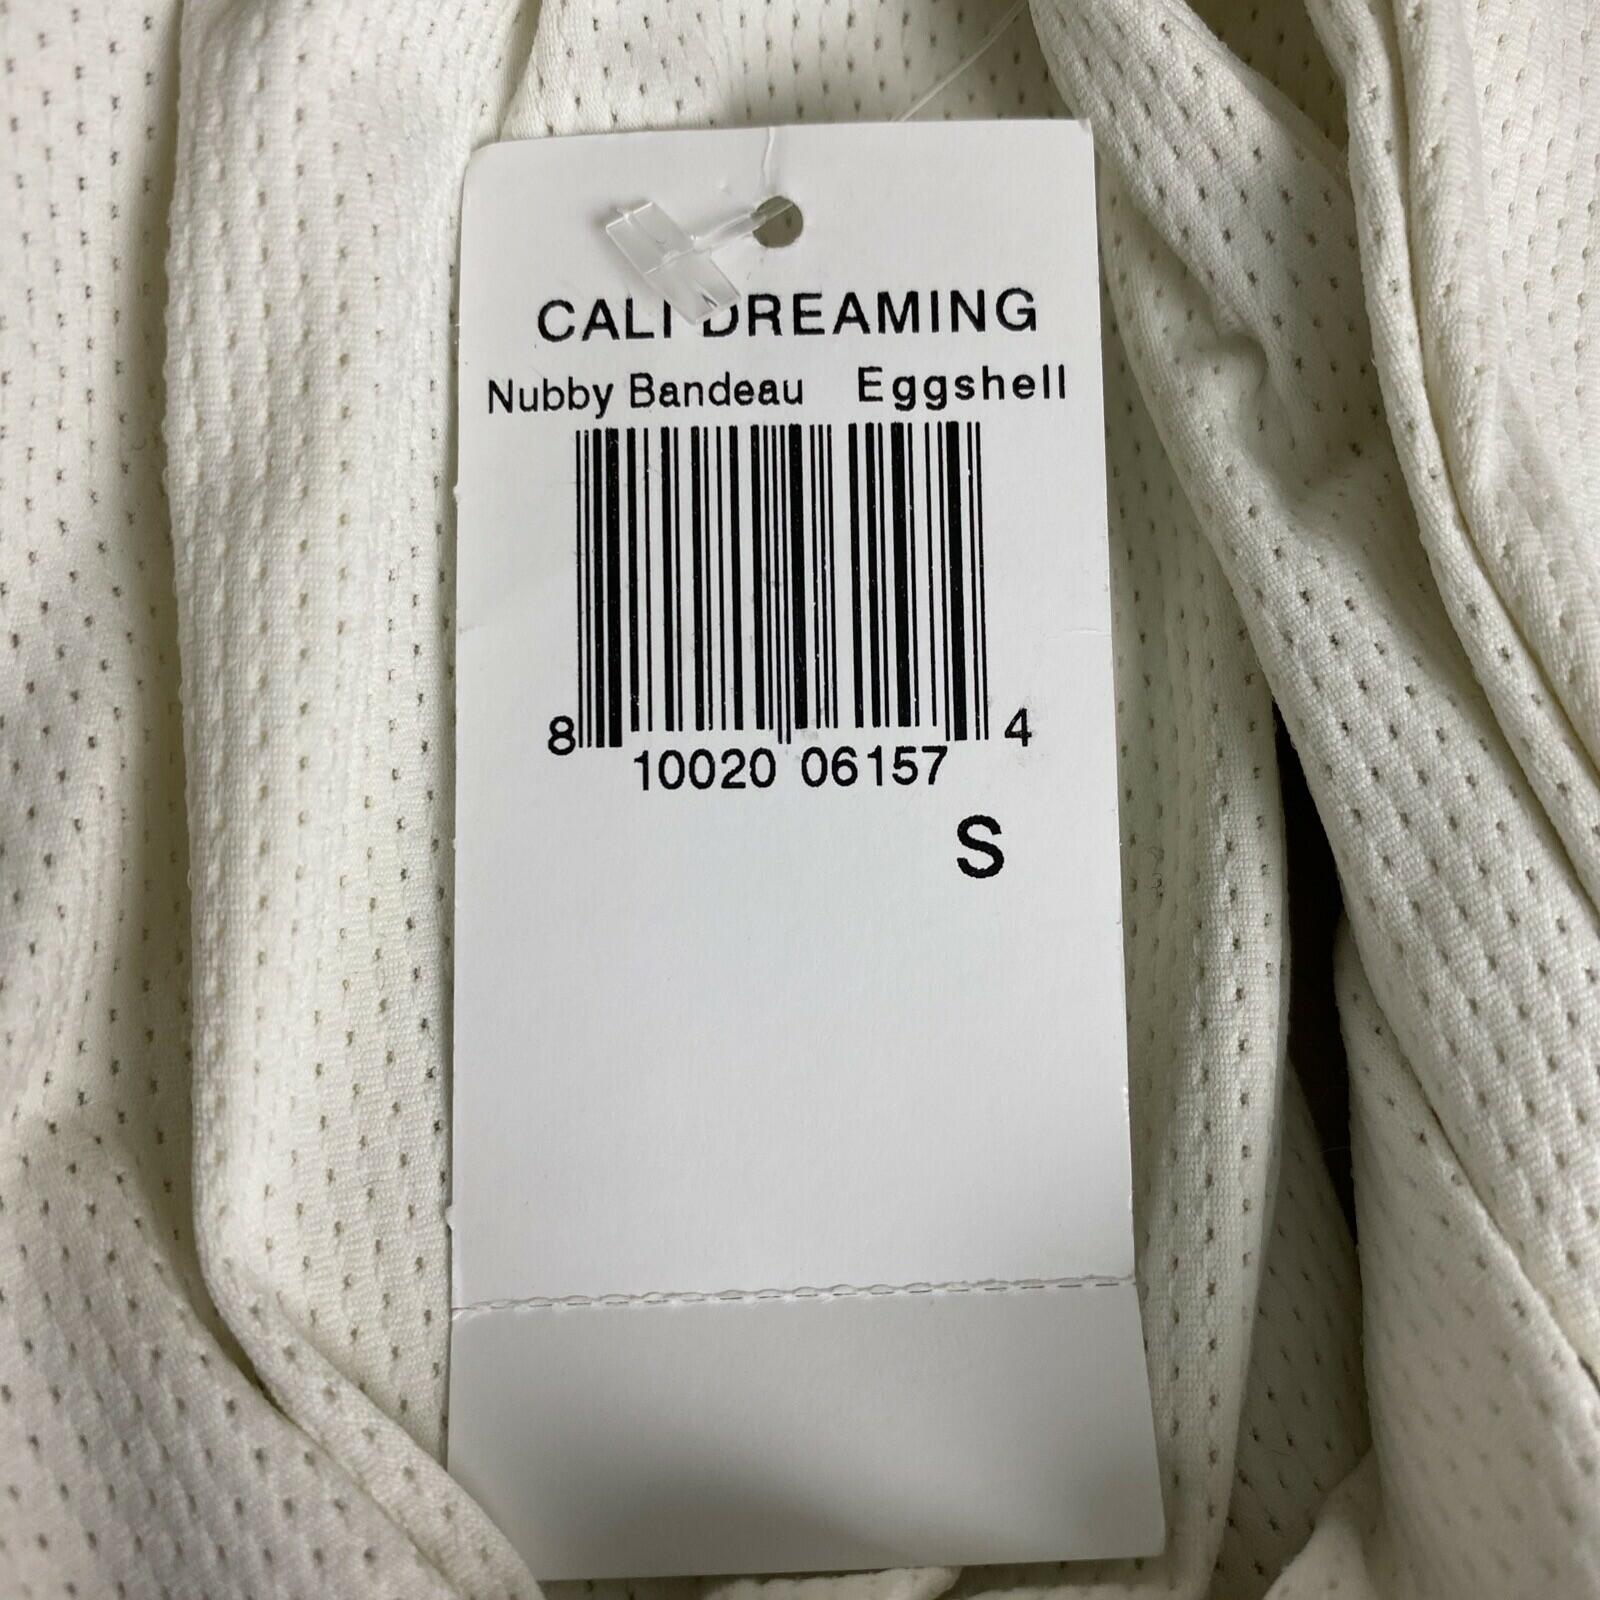 CALI DREAMING
Nubby Bandeau Eggshell
8 10020 06157 4
S